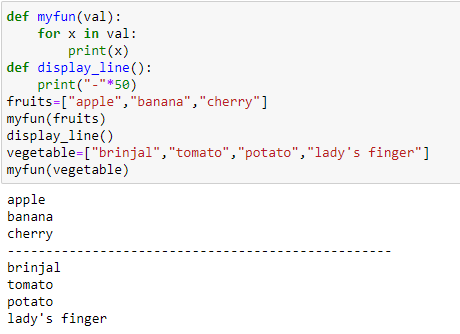 def myfun(val):
    for x in val:
        print(x)
def display_line():
    print("-"*50)
fruits=["apple","banana","cherry"]
myfun(fruits)
display_line()
vegetable=["brinjal","tomato","potato","lady's finger"]
myfun(vegetable)
apple
banana
cherry
--------------------------------------------------
brinjal
tomato
potato
lady's finger